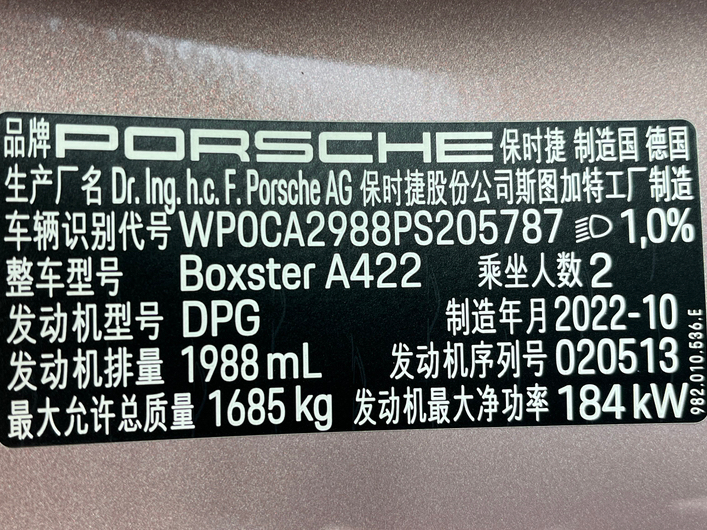 品牌 PORSCHE 保时捷 制造国 德国
生产厂名 Dr. Ing. h.c. F. Porsche AG 保时捷股份公司斯图加特工厂制造
车辆识别代号 WP0CA2988PS205787 1,0%
整车型号 Boxster A422 乘坐人数 2
发动机型号 DPG 制造年月 2022-10
发动机排量 1988 mL 发动机序列号 020513
最大允许总质量 1685 kg 发动机最大净功率 184 kW
982.010.536.E